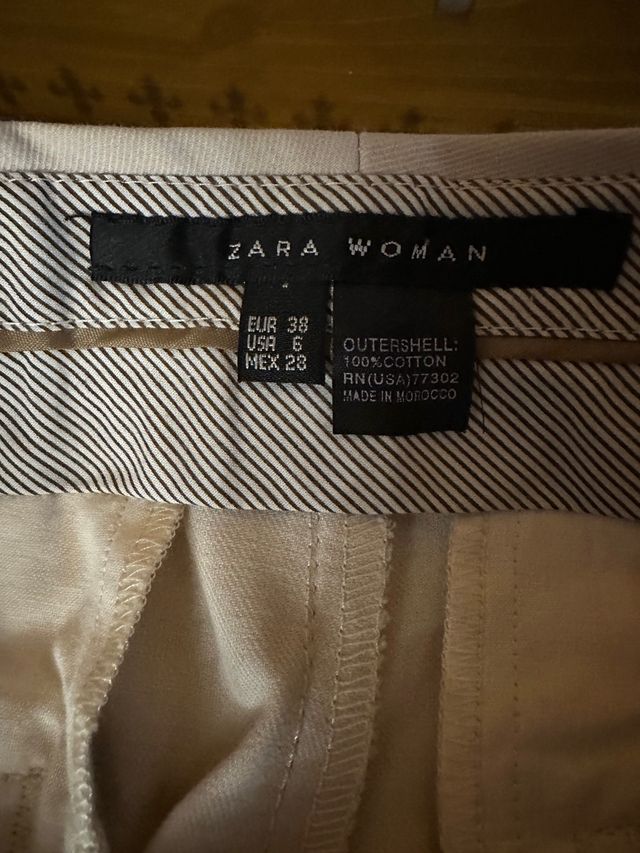 ZARA WOMAN
EUR 38
USA 6
MEX 28
OUTERSHELL:
100%COTTON
RN(USA)77302
MADE IN MOROCCO